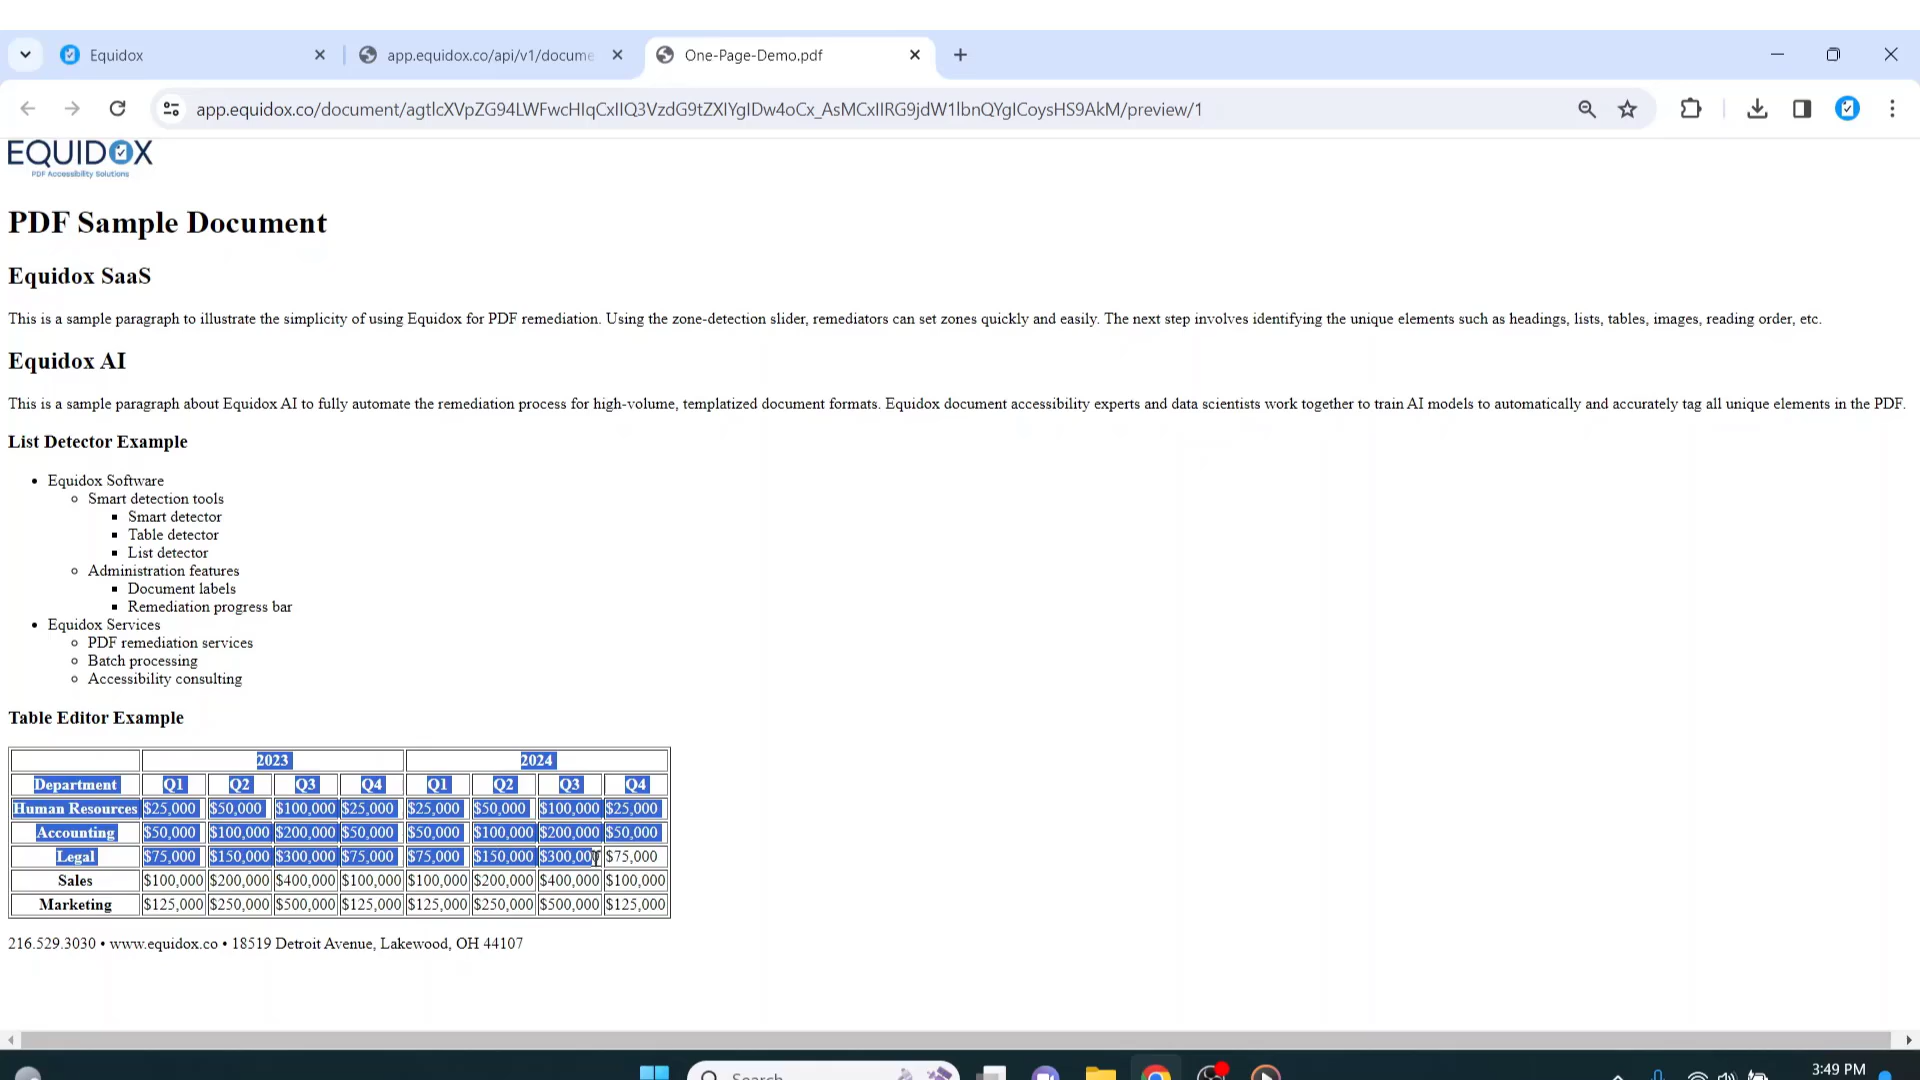 Equidox
app.equidox.co/api/v1/docume
One-Page-Demo.pdf
app.equidox.co/document/agtlcXVpZG94LWFwcHIqCxIIQ3VzdG9tZXIYgIDw4oCx_AsMCxIIRG9jdW1lbnQYgICoysHS9AkM/preview/1
EQUIDOX
PDF Accessibility Solutions
PDF Sample Document
Equidox SaaS
This is a sample paragraph to illustrate the simplicity of using Equidox for PDF remediation. Using the zone-detection slider, remediators can set zones quickly and easily. The next step involves identifying the unique elements such as headings, lists, tables, images, reading order, etc.
Equidox AI
This is a sample paragraph about Equidox AI to fully automate the remediation process for high-volume, templatized document formats. Equidox document accessibility experts and data scientists work together to train AI models to automatically and accurately tag all unique elements in the PDF.
List Detector Example
• Equidox Software
Smart detection tools
Smart detector
Table detector
List detector
Administration features
Document labels
Remediation progress bar
• Equidox Services
PDF remediation services
Batch processing
Accessibility consulting
Table Editor Example
2023 2024
Department Q1 Q2 Q3 Q4 Q1 Q2 Q3 Q4
Human Resources $25,000 $50,000 $100,000 $25,000 $25,000 $50,000 $100,000 $25,000
Accounting $50,000 $100,000 $200,000 $50,000 $50,000 $100,000 $200,000 $50,000
Legal $75,000 $150,000 $300,000 $75,000 $75,000 $150,000 $300,000 $75,000
Sales $100,000 $200,000 $400,000 $100,000 $100,000 $200,000 $400,000 $100,000
Marketing $125,000 $250,000 $500,000 $125,000 $125,000 $250,000 $500,000 $125,000
216.529.3030 • www.equidox.co • 18519 Detroit Avenue, Lakewood, OH 44107
Search
3:49 PM